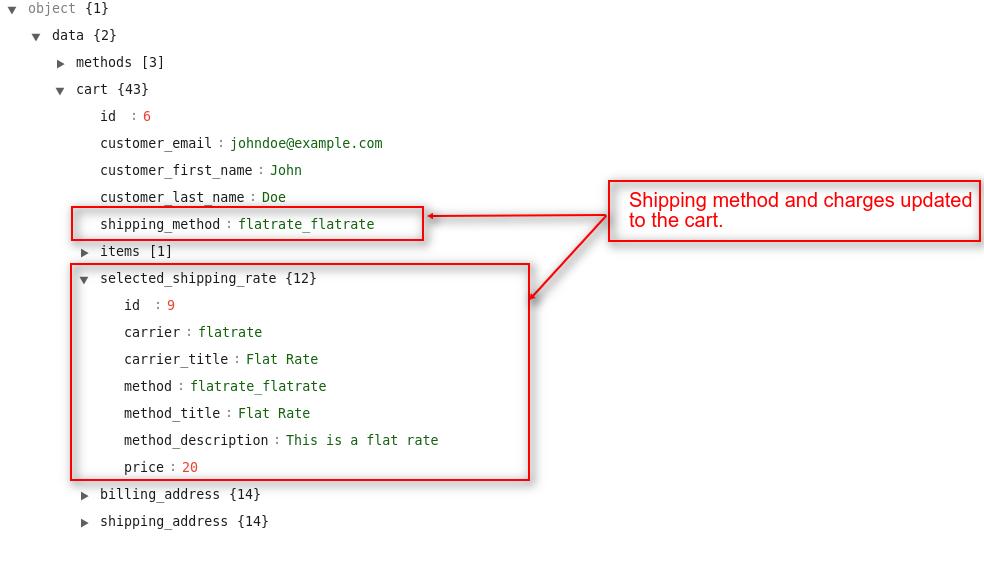 object {1}
data {2}
methods [3]
cart {43}
id : 6
customer_email : johndoe@example.com
customer_first_name : John
customer_last_name : Doe
shipping_method : flatrate_flatrate
items [1]
selected_shipping_rate {12}
id : 9
carrier : flatrate
carrier_title : Flat Rate
method : flatrate_flatrate
method_title : Flat Rate
method_description : This is a flat rate
price : 20
billing_address {14}
shipping_address {14}
Shipping method and charges updated
to the cart.